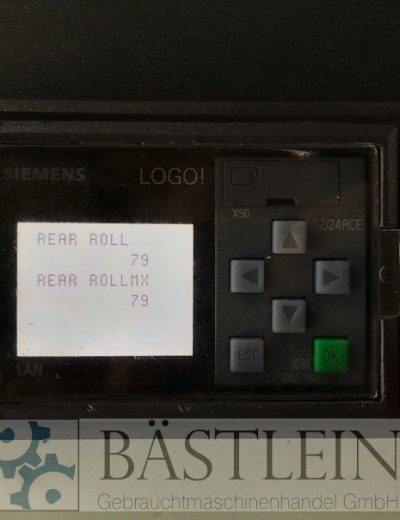 SIEMENS
LOGO!
X50
12/24RCE
REAR ROLL
79
REAR ROLLMX
79
ESC
OK
LAN
BÄSTLEIN
Gebrauchtmaschinenhandel GmbH